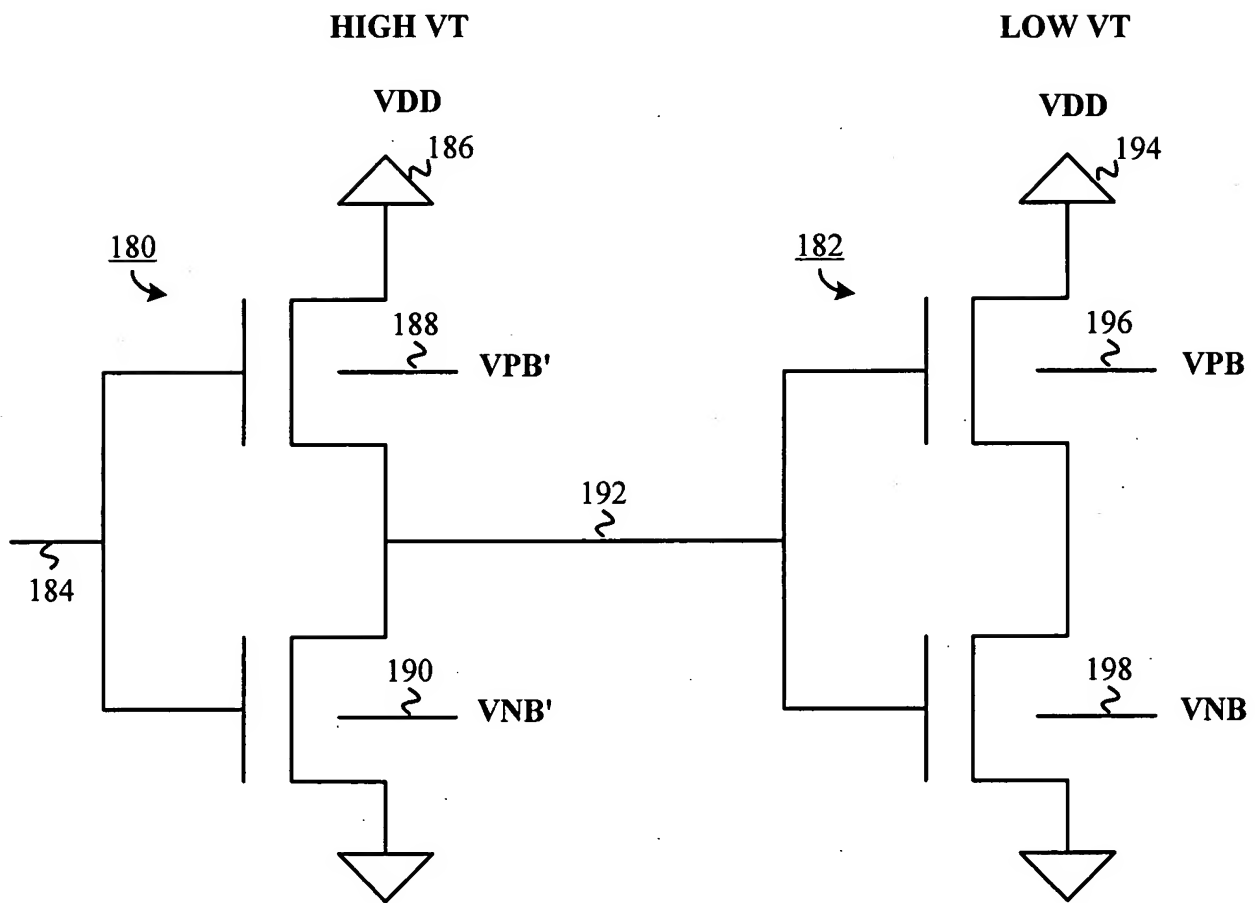 HIGH VT
LOW VT
VDD
VDD
186
194
180
182
188
VPB'
196
VPB
192
184
190
VNB'
198
VNB